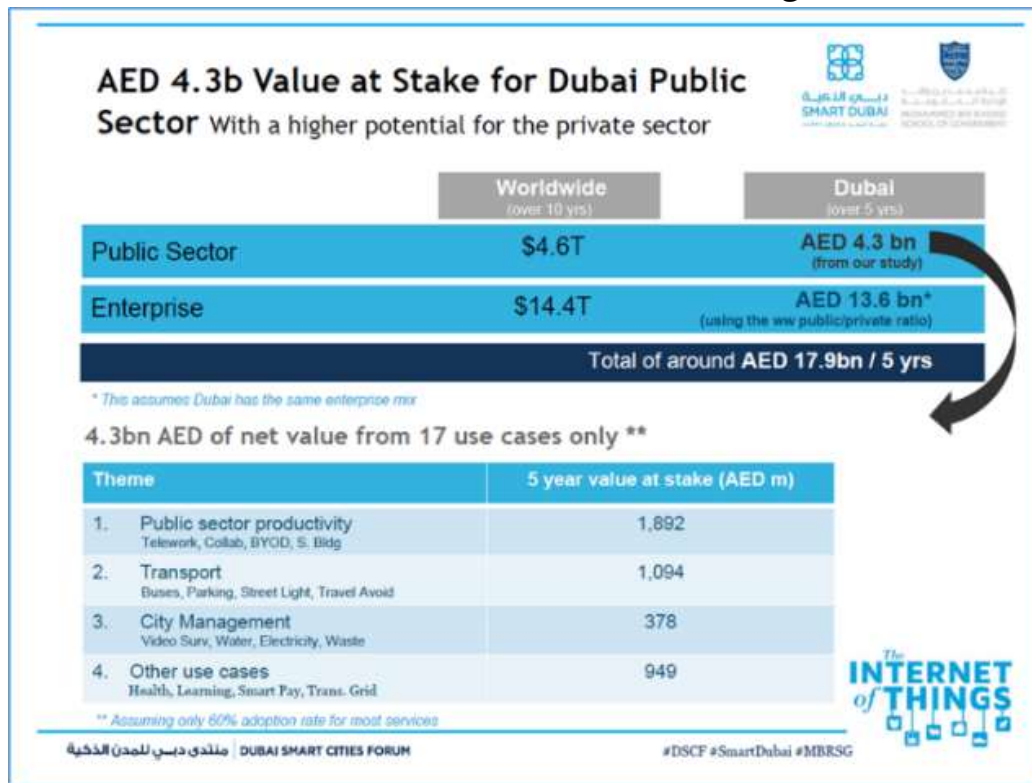 AED 4.3b Value at Stake for Dubai Public
Sector With a higher potential for the private sector
دبي الذكية
SMART DUBAI
Worldwide
(over 10 yrs)
Dubai
(over 5 yrs)
Public Sector
$4.6T
AED 4.3 bn
(from our study)
Enterprise
$14.4T
AED 13.6 bn*
(using the ww public/private ratio)
Total of around AED 17.9bn / 5 yrs
* This assumes Dubai has the same enterprise mix
4.3bn AED of net value from 17 use cases only **
Theme
5 year value at stake (AED m)
1. Public sector productivity
1,892
Telework, Collab, BYOD, S. Bldg
2. Transport
1,094
Buses, Parking, Street Light, Travel Avoid
3. City Management
378
Video Surv, Water, Electricity, Waste
4. Other use cases
949
Health, Learning, Smart Pay, Trans. Grid
The
INTERNET
of THINGS
** Assuming only 60% adoption rate for most services
منتدى دبي للمدن الذكية | DUBAI SMART CITIES FORUM
#DSCF #SmartDubai #MBRSG